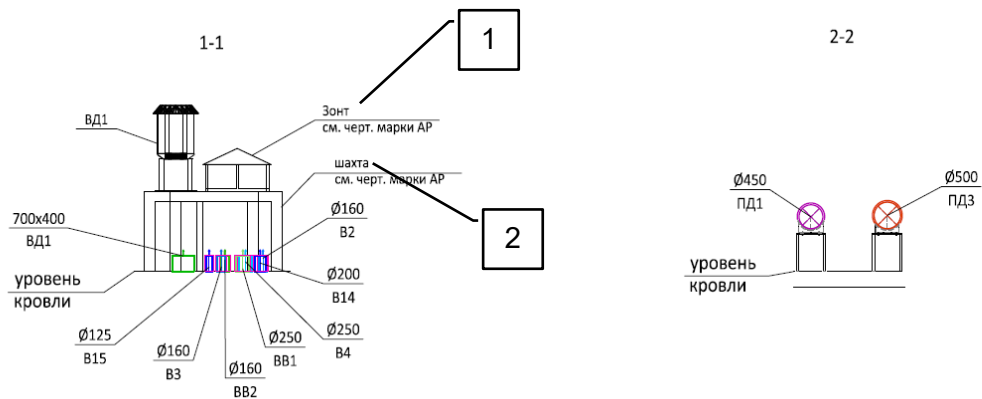 1-1
1
2-2
Зонт
см. черт. марки АР
ВД1
шахта
см. черт. марки АР
2
700x400
ВД1
Ø160
В2
уровень
кровли
Ø200
В14
Ø125
В15
Ø160
В3
Ø160
ВВ2
Ø250
ВВ1
Ø250
В4
Ø450
ПД1
Ø500
ПД3
уровень
кровли